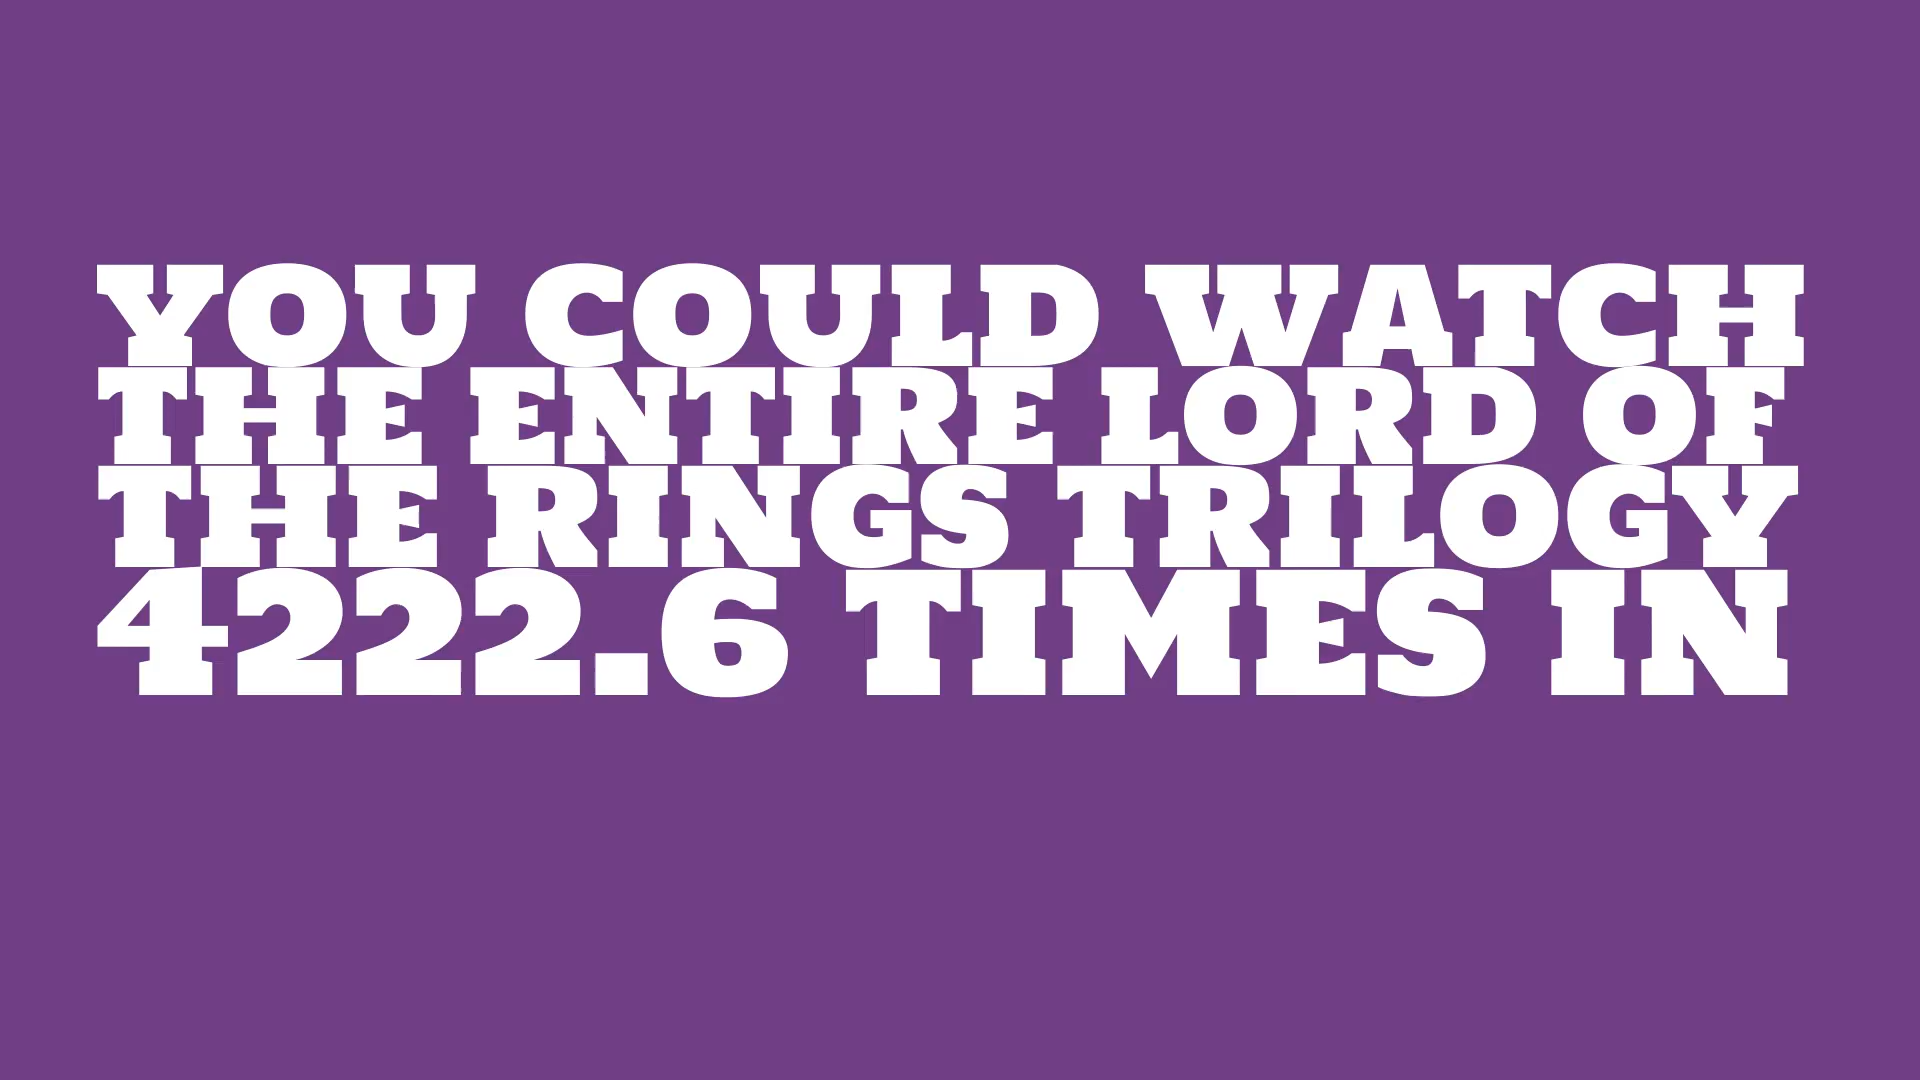 YOU COULD WATCH
THE ENTIRE LORD OF
THE RINGS TRILOGY
4222.6 TIMES IN